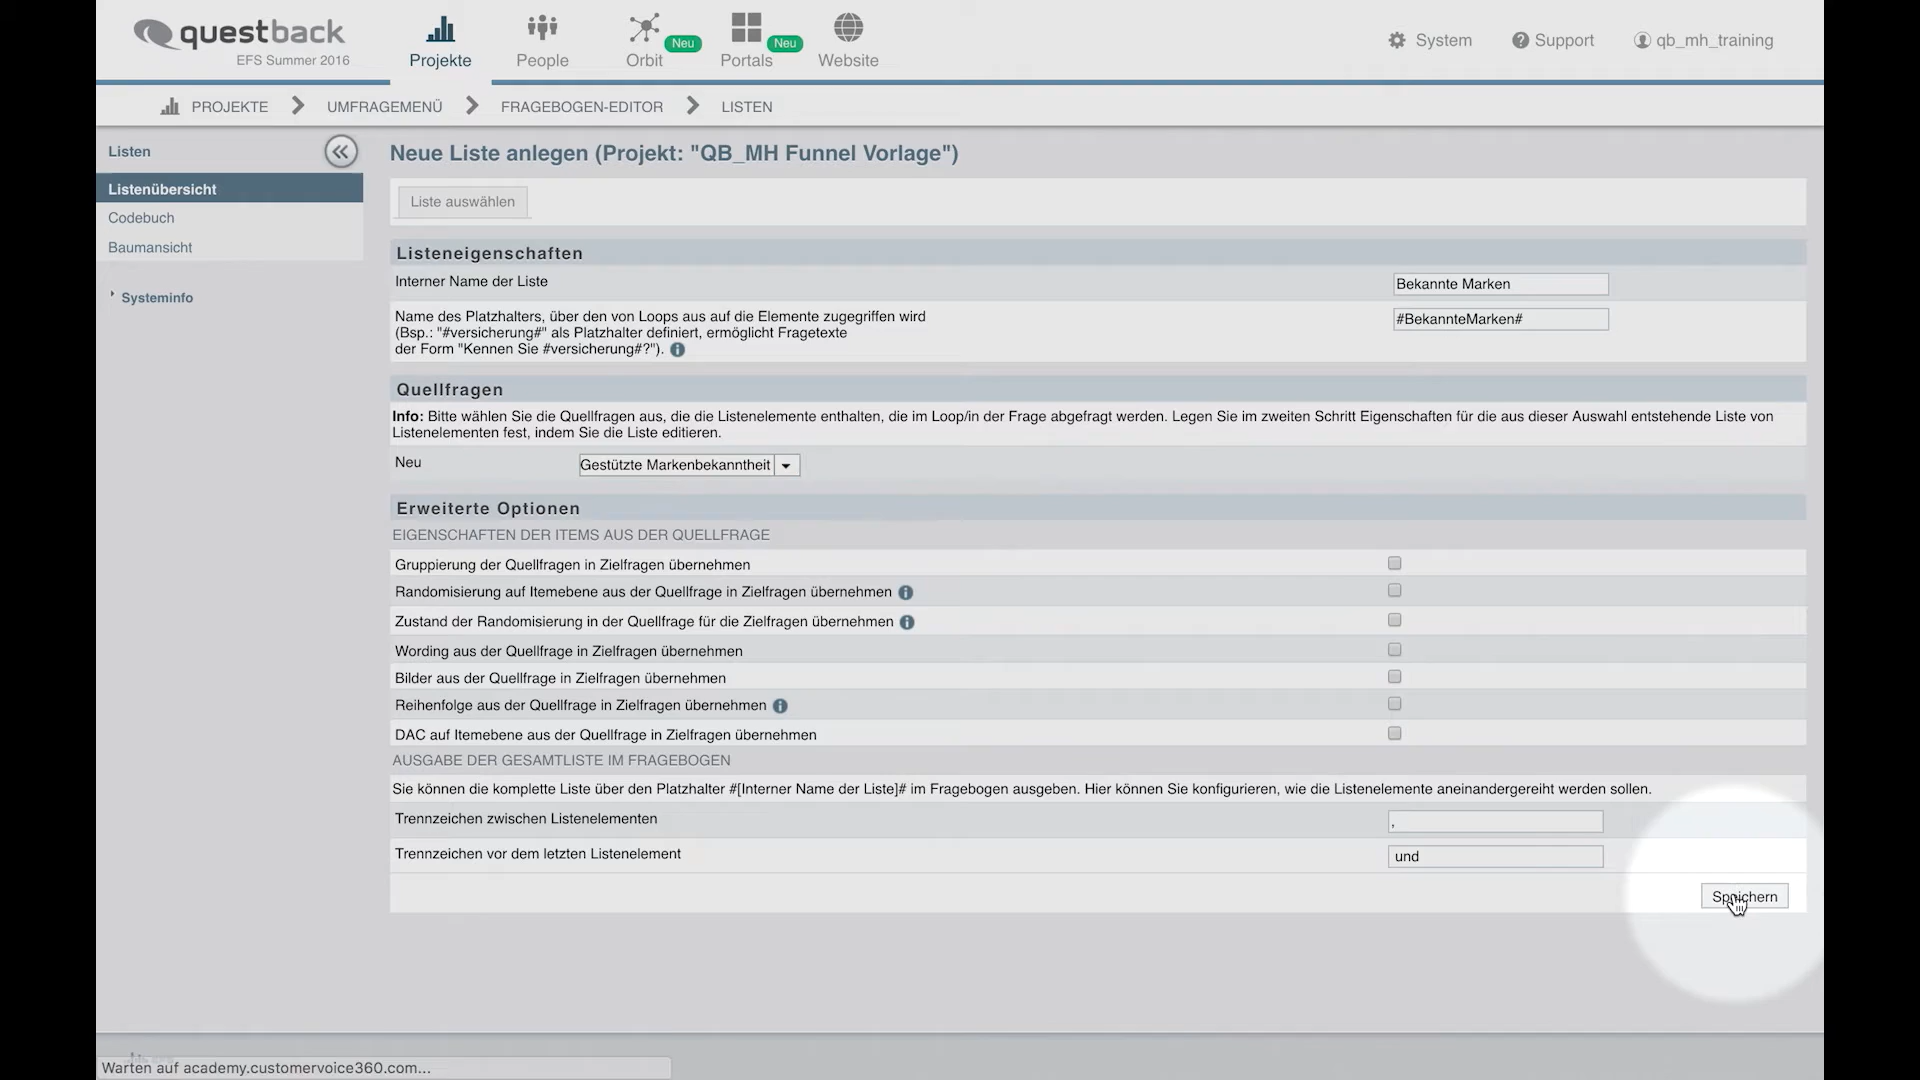 questback
EFS Summer 2016
Projekte
People
Orbit
Neu
Portals
Neu
Website
System
Support
qb_mh_training
PROJEKTE
UMFRAGEMENÜ
FRAGEBOGEN-EDITOR
LISTEN
Listen
Listenübersicht
Codebuch
Baumansicht
Systeminfo
Neue Liste anlegen (Projekt: "QB_MH Funnel Vorlage")
Liste auswählen
Listeneigenschaften
Interner Name der Liste
Bekannte Marken
Name des Platzhalters, über den von Loops aus auf die Elemente zugegriffen wird
(Bsp.: "#versicherung#" als Platzhalter definiert, ermöglicht Fragetexte
der Form "Kennen Sie #versicherung#?").
#BekannteMarken#
Quellfragen
Info: Bitte wählen Sie die Quellfragen aus, die die Listenelemente enthalten, die im Loop/in der Frage abgefragt werden. Legen Sie im zweiten Schritt Eigenschaften für die aus dieser Auswahl entstehende Liste von
Listenelementen fest, indem Sie die Liste editieren.
Neu
Gestützte Markenbekanntheit
Erweiterte Optionen
EIGENSCHAFTEN DER ITEMS AUS DER QUELLFRAGE
Gruppierung der Quellfragen in Zielfragen übernehmen
Randomisierung auf Itemebene aus der Quellfrage in Zielfragen übernehmen
Zustand der Randomisierung in der Quellfrage für die Zielfragen übernehmen
Wording aus der Quellfrage in Zielfragen übernehmen
Bilder aus der Quellfrage in Zielfragen übernehmen
Reihenfolge aus der Quellfrage in Zielfragen übernehmen
DAC auf Itemebene aus der Quellfrage in Zielfragen übernehmen
AUSGABE DER GESAMTLISTE IM FRAGEBOGEN
Sie können die komplette Liste über den Platzhalter #[Interner Name der Liste]# im Fragebogen ausgeben. Hier können Sie konfigurieren, wie die Listenelemente aneinandergereiht werden sollen.
Trennzeichen zwischen Listenelementen
,
Trennzeichen vor dem letzten Listenelement
und
Speichern
Warten auf academy.customervoice360.com...